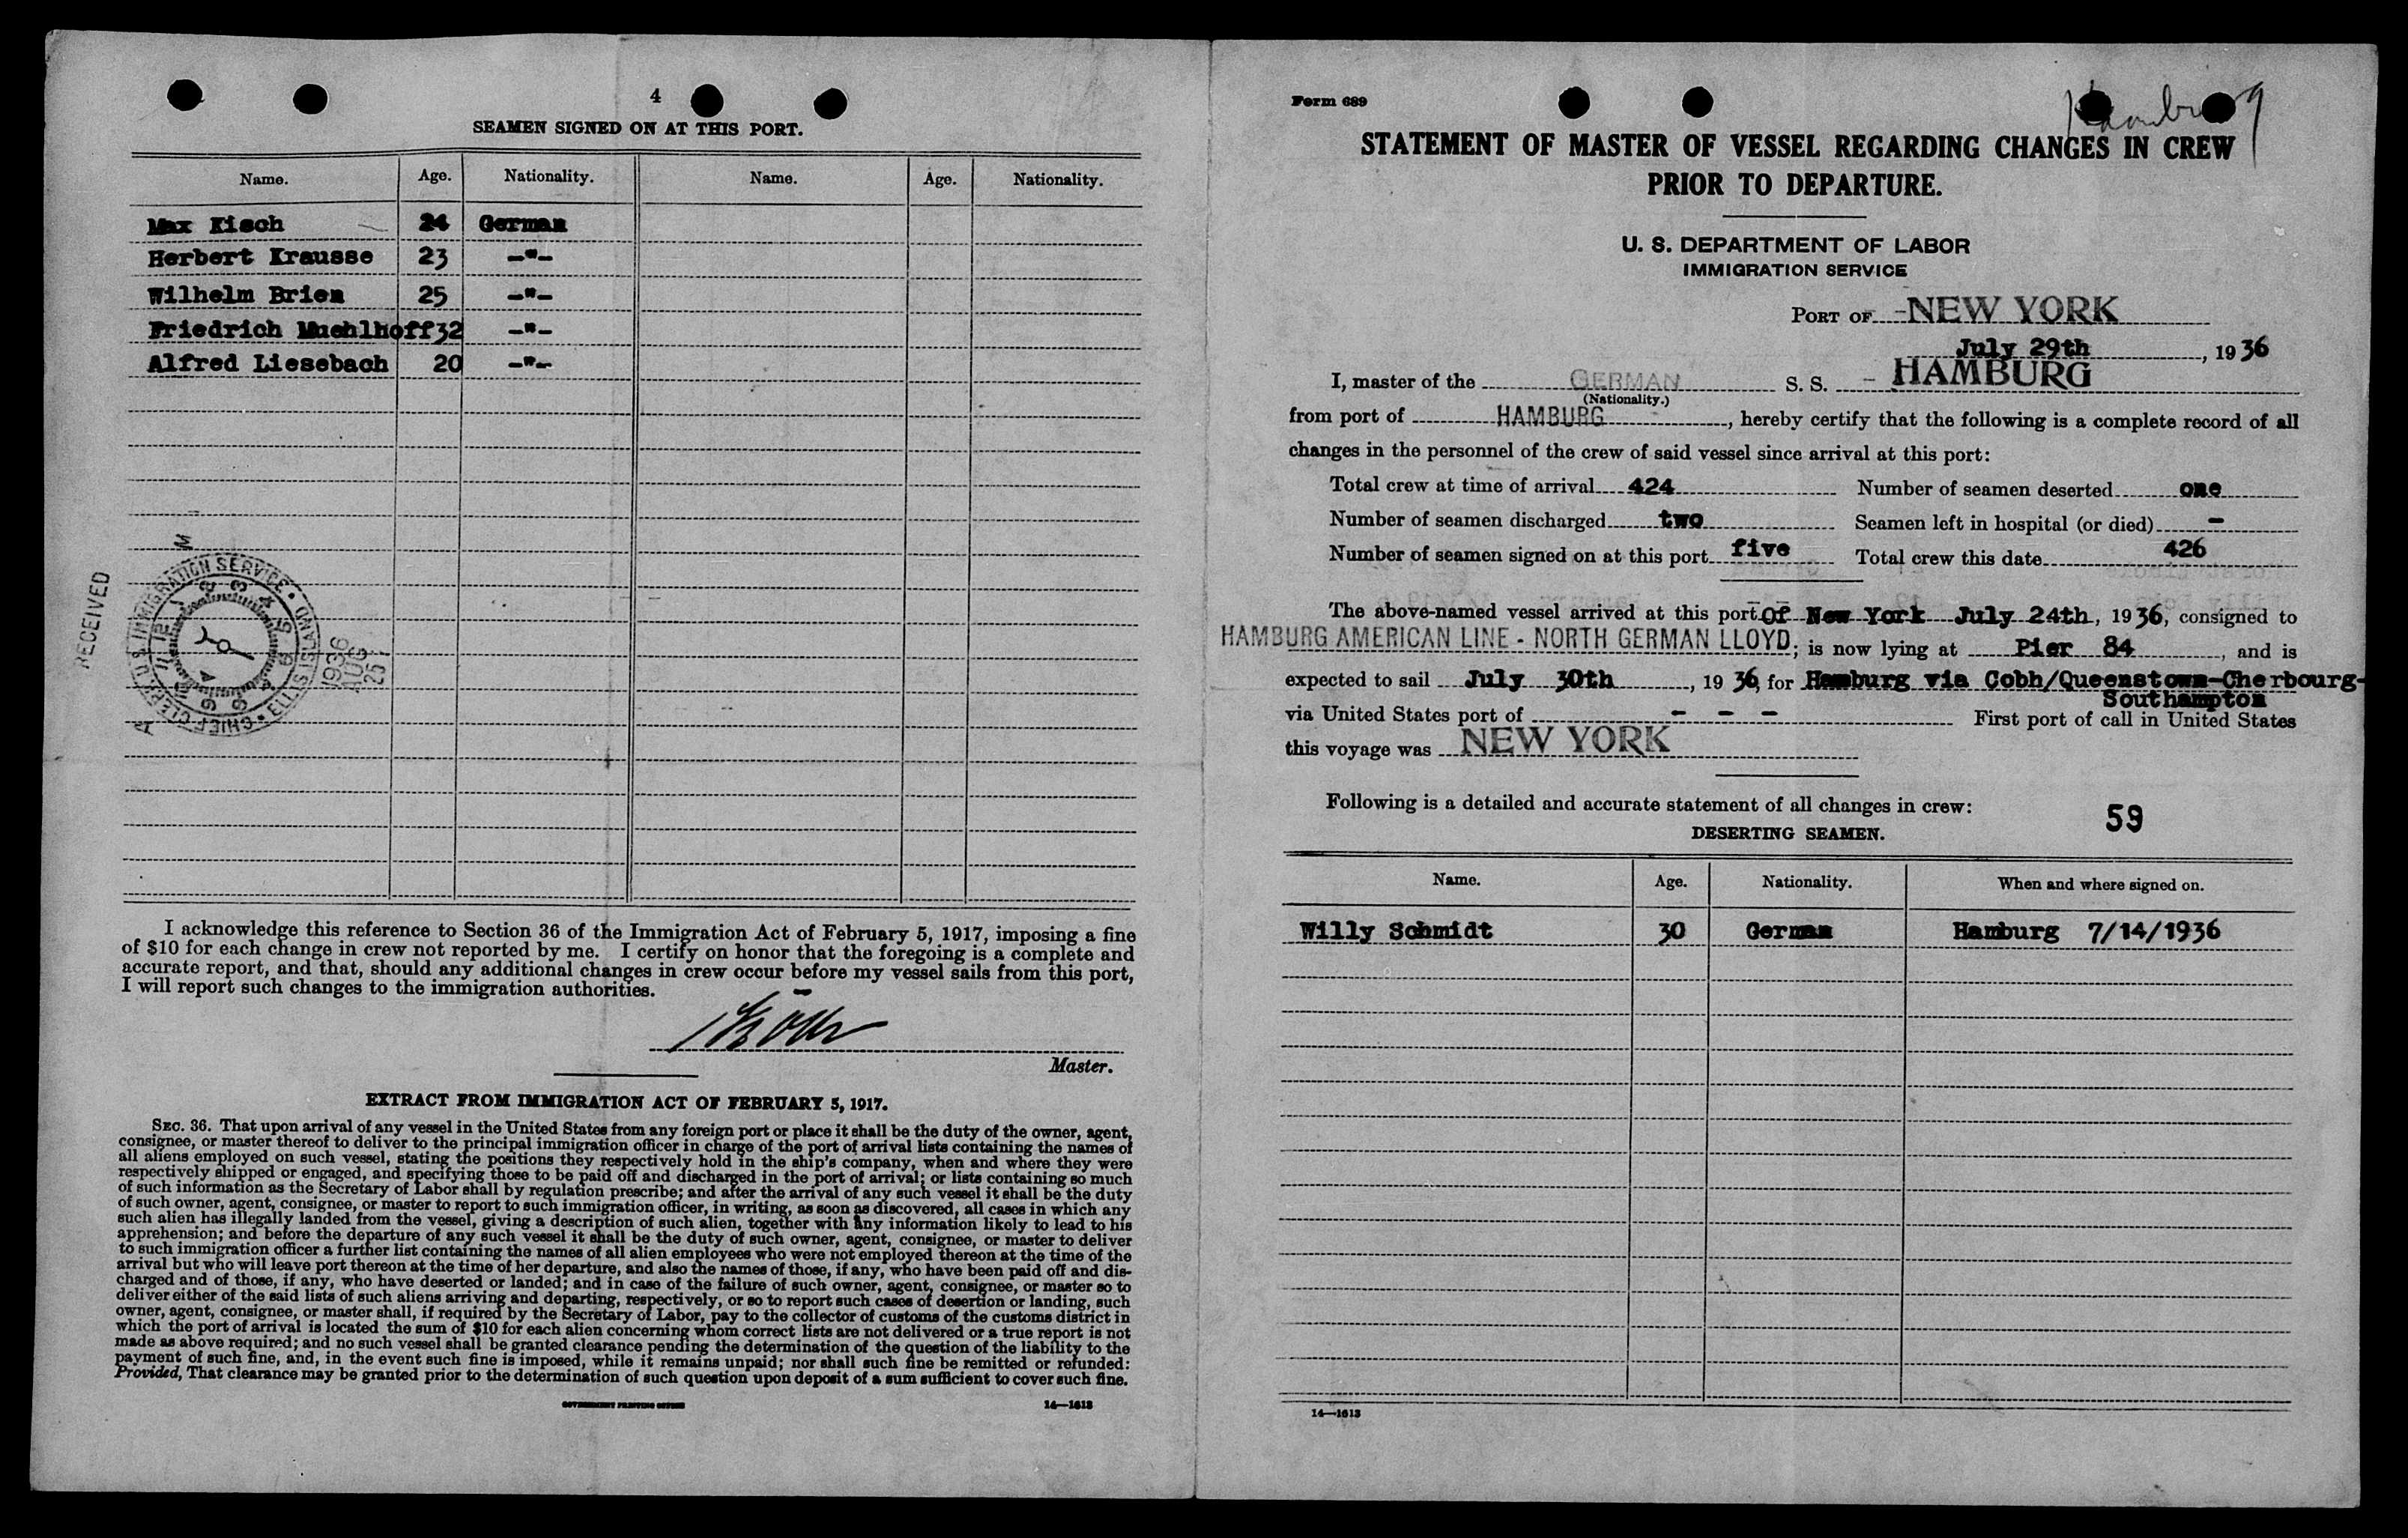 4
SEAMEN SIGNED ON AT THIS PORT.
Name. Age. Nationality. Name. Age. Nationality.
Max Kisch 24 German
Herbert Krausse 23 -"-
Wilhelm Brien 25 -"-
Friedrich Muehlhoff 32 -"-
Alfred Liesebach 20 -"-
RECEIVED
U.S. IMMIGRATION SERVICE • ELLIS ISLAND
CHIEF CLERK
1936
AUG
25
I acknowledge this reference to Section 36 of the Immigration Act of February 5, 1917, imposing a fine
of $10 for each change in crew not reported by me. I certify on honor that the foregoing is a complete and
accurate report, and that, should any additional changes in crew occur before my vessel sails from this port,
I will report such changes to the immigration authorities.
Master.
EXTRACT FROM IMMIGRATION ACT OF FEBRUARY 5, 1917.
SEC. 36. That upon arrival of any vessel in the United States from any foreign port or place it shall be the duty of the owner, agent,
consignee, or master thereof to deliver to the principal immigration officer in charge of the port of arrival lists containing the names of
all aliens employed on such vessel, stating the positions they respectively hold in the ship's company, when and where they were
respectively shipped or engaged, and specifying those to be paid off and discharged in the port of arrival; or lists containing so much
of such information as the Secretary of Labor shall by regulation prescribe; and after the arrival of any such vessel it shall be the duty
of such owner, agent, consignee, or master to report to such immigration officer, in writing, as soon as discovered, all cases in which any
such alien has illegally landed from the vessel, giving a description of such alien, together with any information likely to lead to his
apprehension; and before the departure of any such vessel it shall be the duty of such owner, agent, consignee, or master to deliver
to such immigration officer a further list containing the names of all alien employees who were not employed thereon at the time of the
arrival but who will leave port thereon at the time of her departure, and also the names of those, if any, who have been paid off and dis-
charged and of those, if any, who have deserted or landed; and in case of the failure of such owner, agent, consignee, or master so to
deliver either of the said lists of such aliens arriving and departing, respectively, or so to report such cases of desertion or landing, such
owner, agent, consignee, or master shall, if required by the Secretary of Labor, pay to the collector of customs of the customs district in
which the port of arrival is located the sum of $10 for each alien concerning whom correct lists are not delivered or a true report is not
made as above required; and no such vessel shall be granted clearance pending the determination of the question of the liability to the
payment of such fine, and, in the event such fine is imposed, while it remains unpaid; nor shall such fine be remitted or refunded:
Provided, That clearance may be granted prior to the determination of such question upon deposit of a sum sufficient to cover such fine.
GOVERNMENT PRINTING OFFICE 14—1613
Form 689
Hamburg
STATEMENT OF MASTER OF VESSEL REGARDING CHANGES IN CREW
PRIOR TO DEPARTURE.
U. S. DEPARTMENT OF LABOR
IMMIGRATION SERVICE
PORT OF -NEW YORK
July 29th, 1936
I, master of the GERMAN S. S. - HAMBURG
(Nationality.)
from port of HAMBURG, hereby certify that the following is a complete record of all
changes in the personnel of the crew of said vessel since arrival at this port:
Total crew at time of arrival 424 Number of seamen deserted one
Number of seamen discharged two Seamen left in hospital (or died) -
Number of seamen signed on at this port five Total crew this date 426
The above-named vessel arrived at this port Of New York July 24th, 1936, consigned to
HAMBURG AMERICAN LINE - NORTH GERMAN LLOYD; is now lying at Pier 84, and is
expected to sail July 30th, 1936, for Hamburg via Cobh/Queenstown-Cherbourg-
Southampton
via United States port of - - - First port of call in United States
this voyage was NEW YORK
Following is a detailed and accurate statement of all changes in crew:
59
DESERTING SEAMEN.
Name. Age. Nationality. When and where signed on.
Willy Schmidt 30 German Hamburg 7/14/1936
14—1613